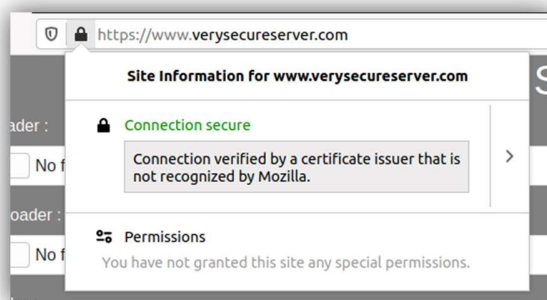 https://www.verysecureserver.com
Site Information for www.verysecureserver.com
S
ader :
Connection secure
Connection verified by a certificate issuer that is
not recognized by Mozilla.
No f
oader :
Permissions
No f
You have not granted this site any special permissions.